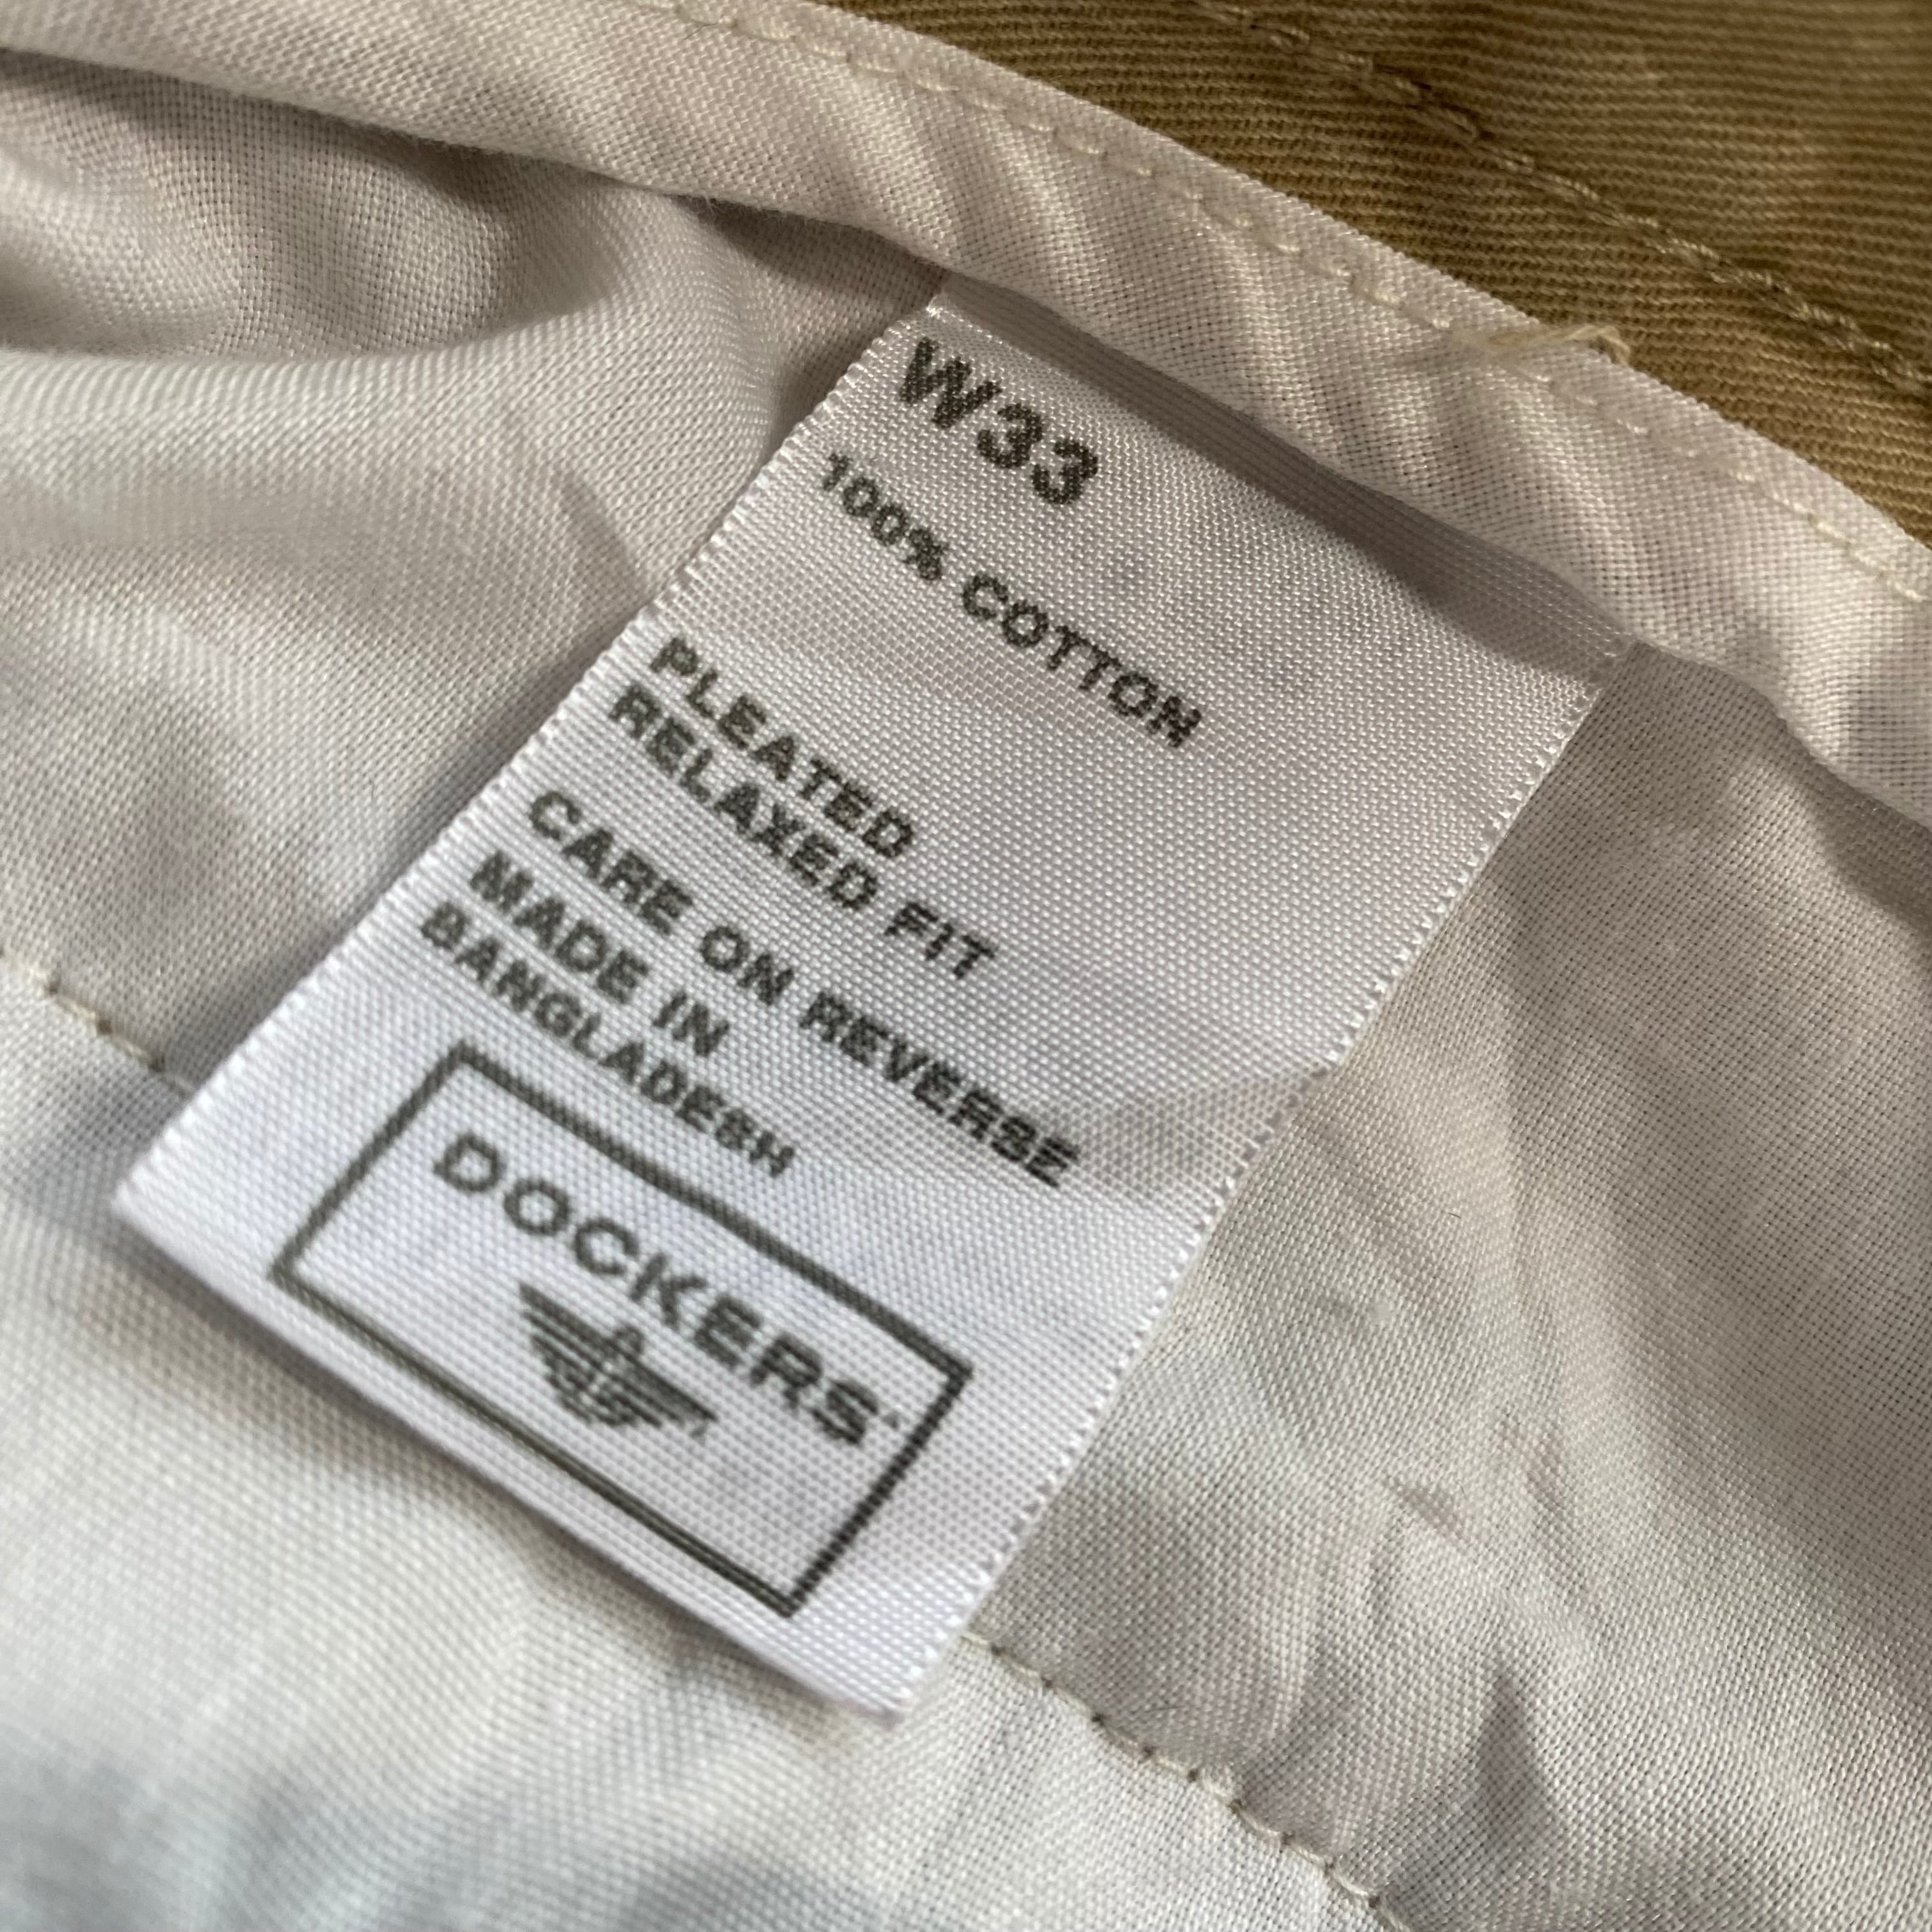 W33
100% COTTON
PLEATED
RELAXED FIT
CARE ON REVERSE
MADE IN
BANGLADESH
DOCKERS